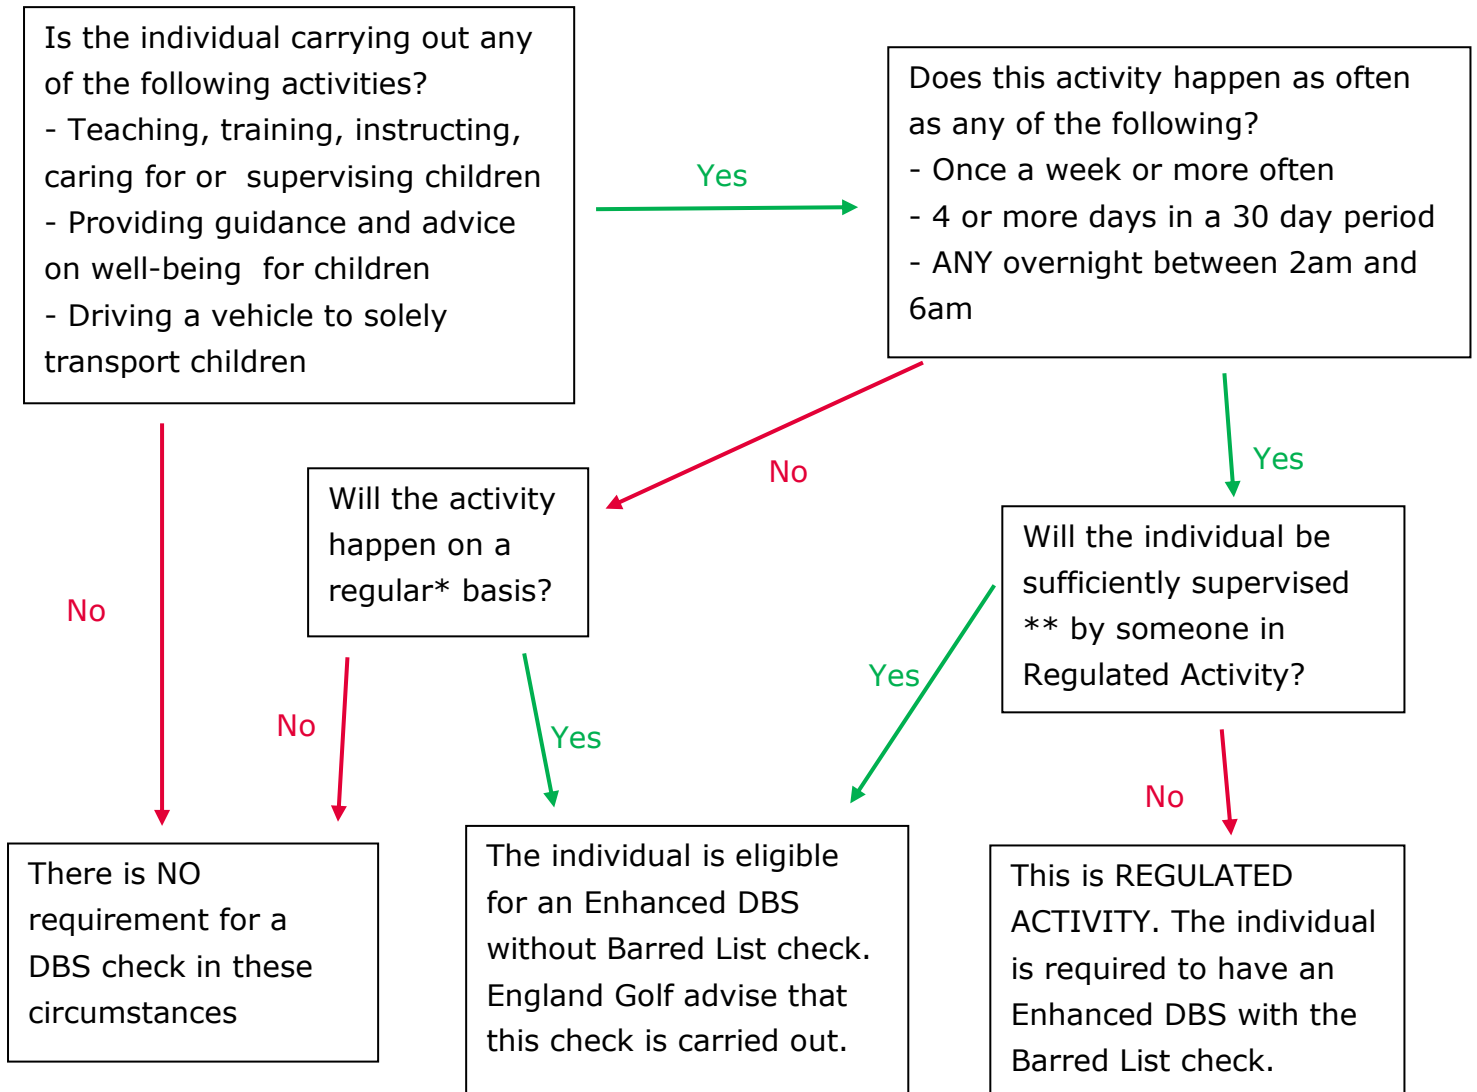 Is the individual carrying out any
of the following activities?
- Teaching, training, instructing,
caring for or supervising children
- Providing guidance and advice
on well-being for children
- Driving a vehicle to solely
transport children
Yes
Does this activity happen as often
as any of the following?
- Once a week or more often
- 4 or more days in a 30 day period
- ANY overnight between 2am and
6am
No
No
Yes
Will the activity
happen on a
regular* basis?
Will the individual be
sufficiently supervised
** by someone in
Regulated Activity?
No
Yes
Yes
No
There is NO
requirement for a
DBS check in these
circumstances
The individual is eligible
for an Enhanced DBS
without Barred List check.
England Golf advise that
this check is carried out.
This is REGULATED
ACTIVITY. The individual
is required to have an
Enhanced DBS with the
Barred List check.